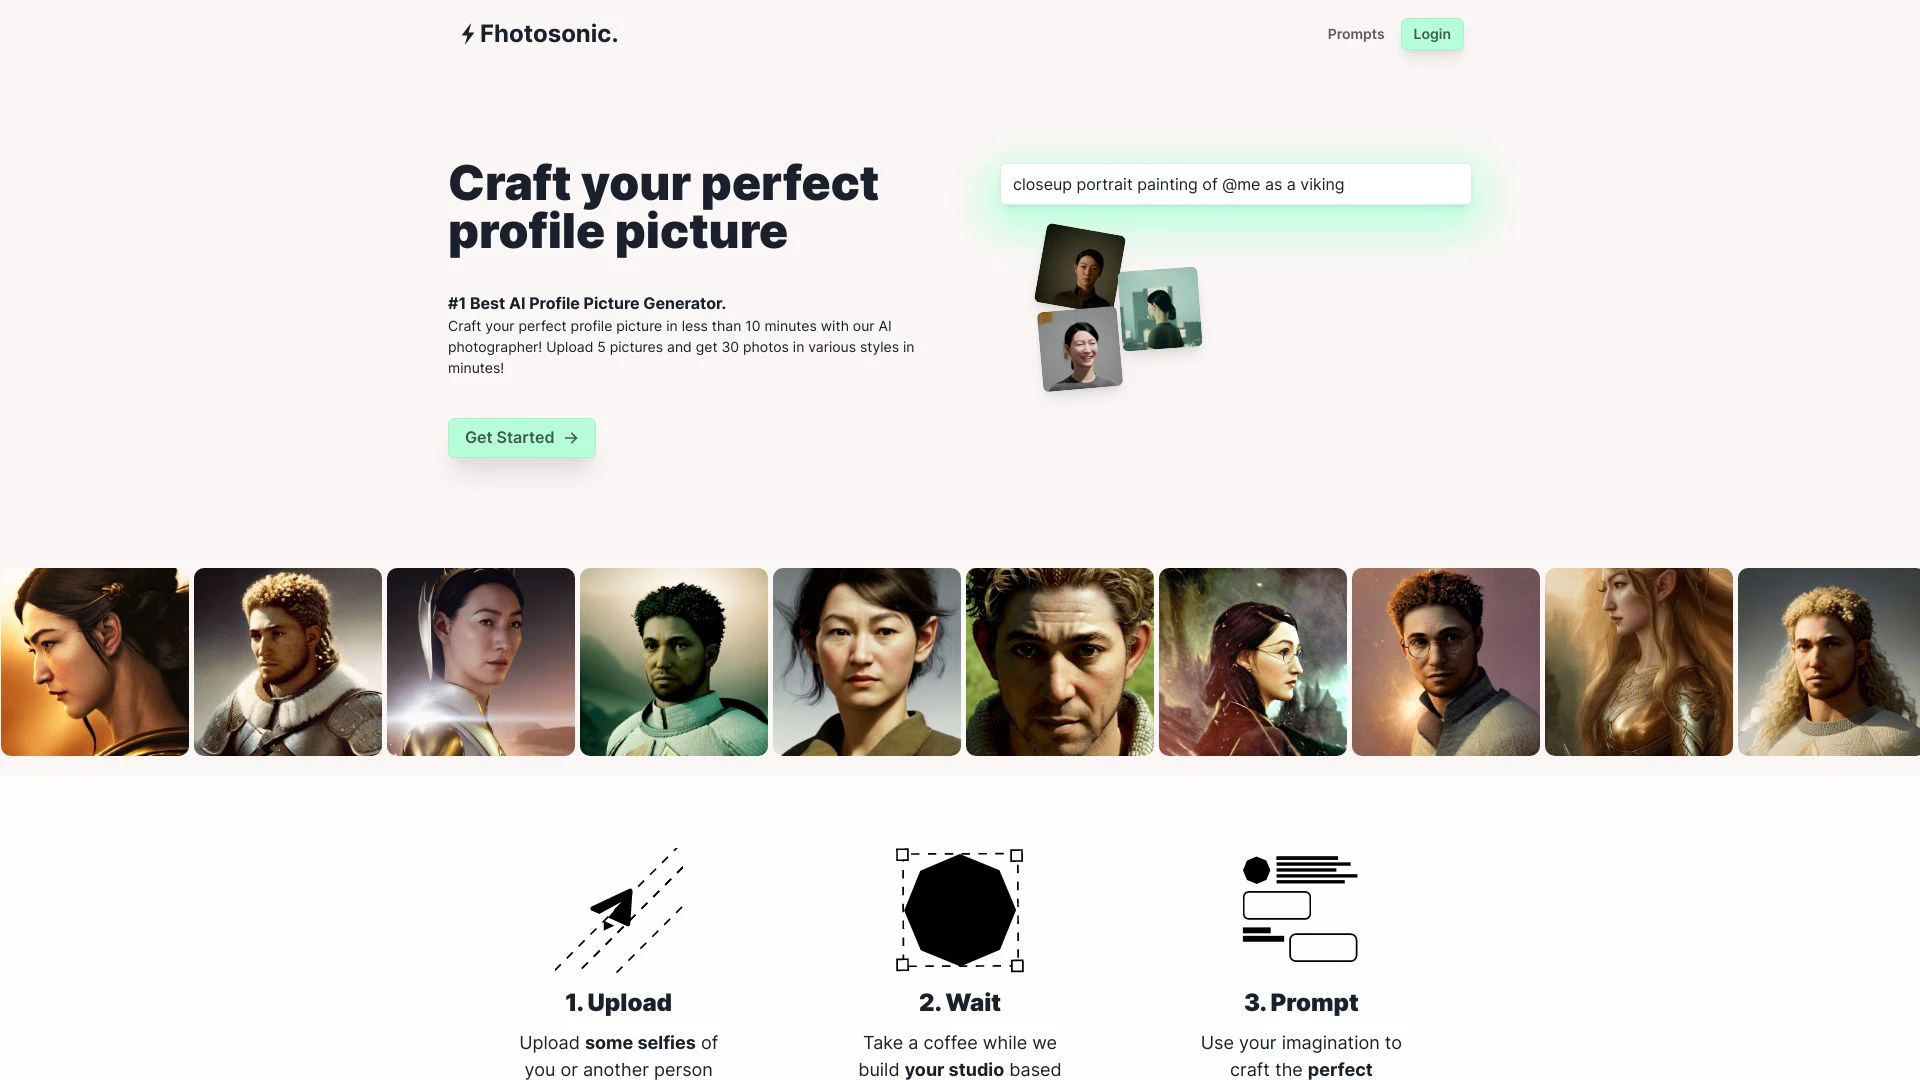 Fhotosonic.
Prompts
Login
Craft your perfect
profile picture
closeup portrait painting of @me as a viking
#1 Best AI Profile Picture Generator.
Craft your perfect profile picture in less than 10 minutes with our AI
photographer! Upload 5 pictures and get 30 photos in various styles in
minutes!
Get Started →
1. Upload
Upload some selfies of
you or another person
2. Wait
Take a coffee while we
build your studio based
3. Prompt
Use your imagination to
craft the perfect